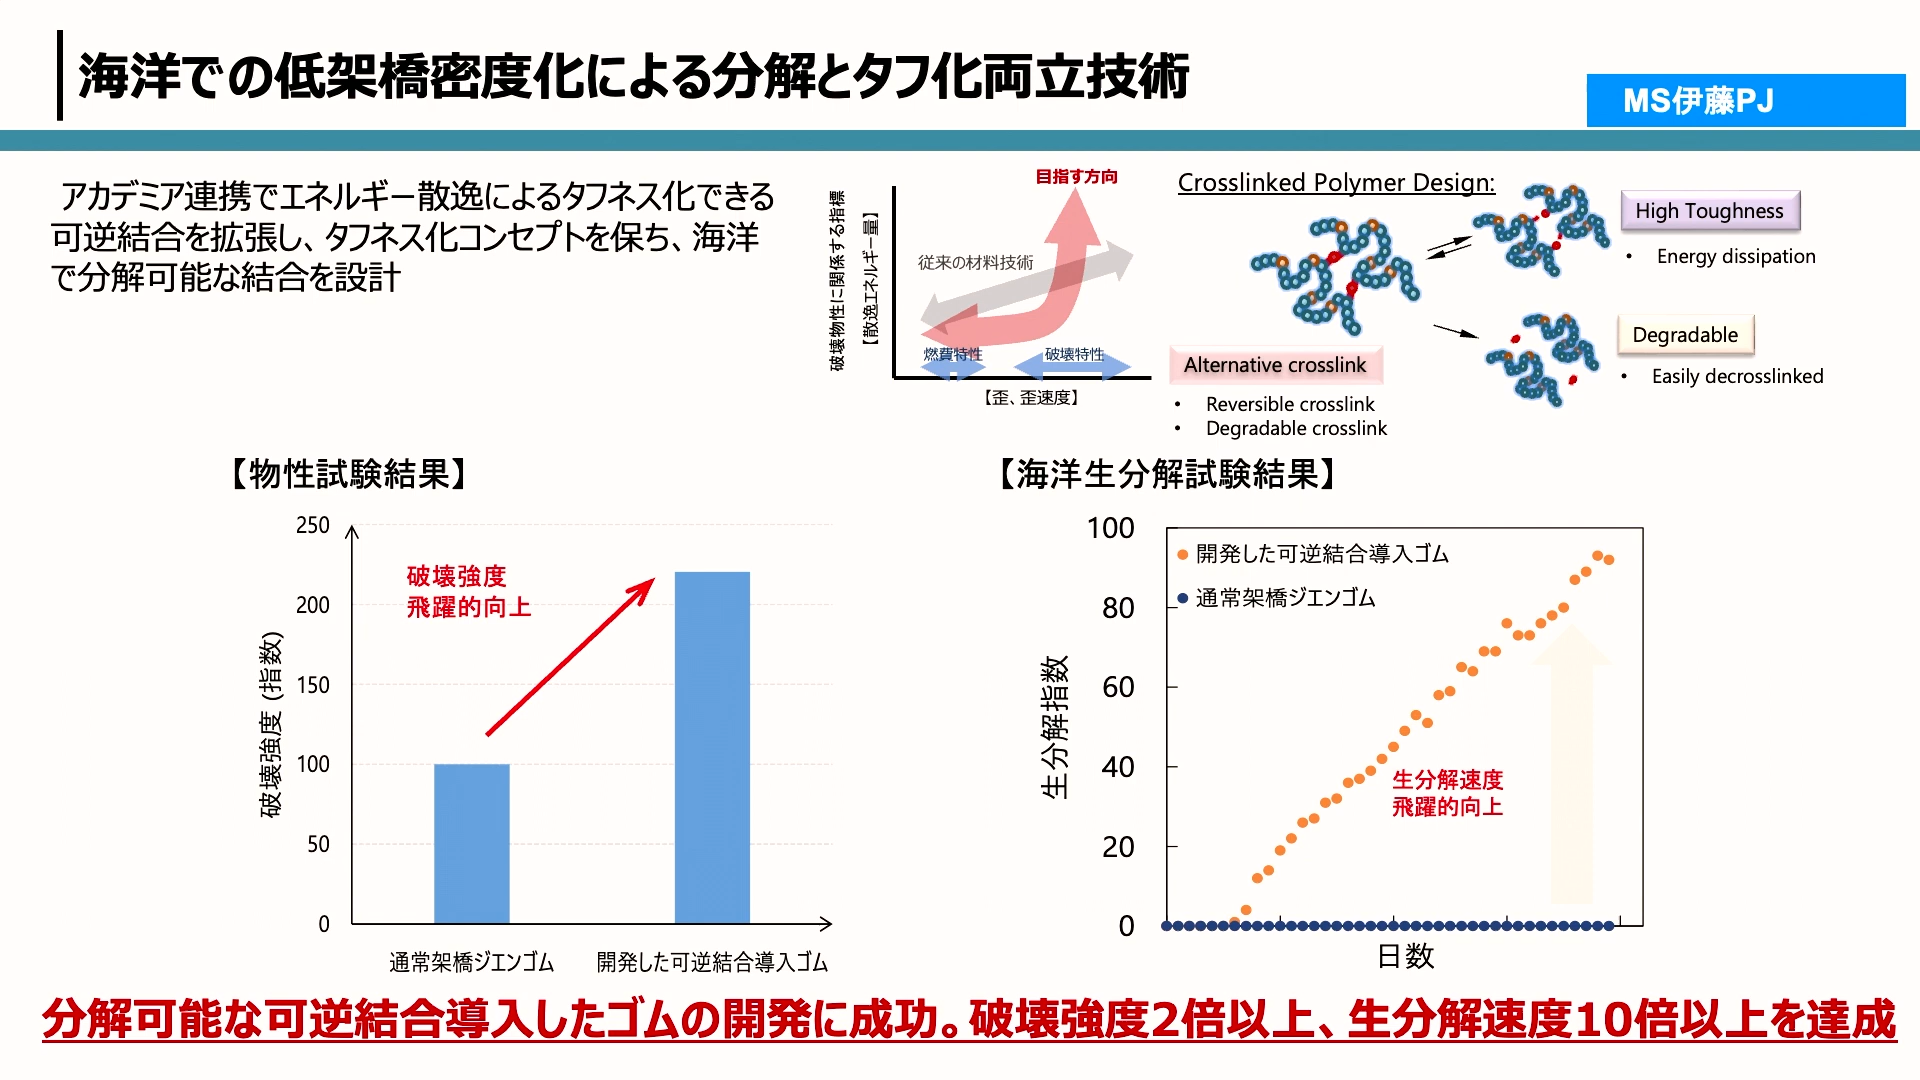 海洋での低架橋密度化による分解とタフ化両立技術
MS伊藤PJ
アカデミア連携でエネルギー散逸によるタフネス化できる
可逆結合を拡張し、タフネス化コンセプトを保ち、海洋
で分解可能な結合を設計
破壊物性に関係する指標
【散逸エネルギー量】
目指す方向
従来の材料技術
燃費特性
破壊特性
【歪、歪速度】
Crosslinked Polymer Design:
High Toughness
• Energy dissipation
Degradable
• Easily decrosslinked
Alternative crosslink
• Reversible crosslink
• Degradable crosslink
【物性試験結果】
破壊強度 (指数)
250
200
150
100
50
0
破壊強度
飛躍的向上
通常架橋ジエンゴム
開発した可逆結合導入ゴム
【海洋生分解試験結果】
生分解指数
100
80
60
40
20
0
開発した可逆結合導入ゴム
通常架橋ジエンゴム
生分解速度
飛躍的向上
日数
分解可能な可逆結合導入したゴムの開発に成功。破壊強度2倍以上、生分解速度10倍以上を達成